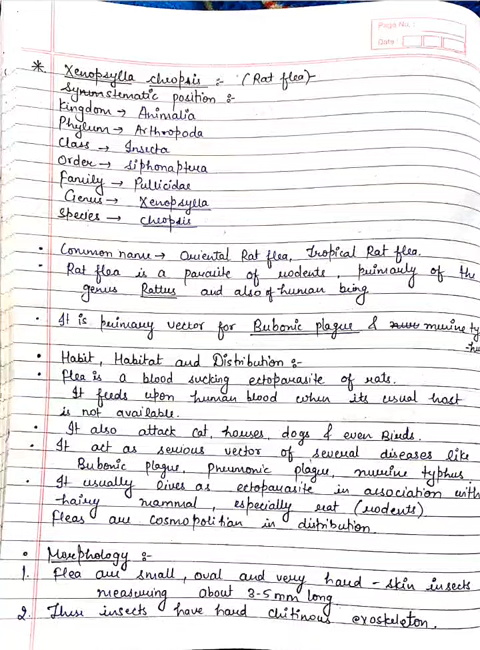 Page No.:
Date:
* Xenopsylla cheopsis :- (Rat flea)-
Systematic position :-
Kingdom → Animalia
Phylum → Arthropoda
Class → Insecta
Order → Siphonaptera
Family → Pullicidae
Genus → Xenopsylla
Species → cheopsis
• Common name → Oriental Rat flea, Tropical Rat flea.
• Rat flea is a parasite of rodents, primarily of the
genus Rattus and also of human being
• It is primary vector for Bubonic plague & murine ty
-hu
• Habit, Habitat and Distribution :-
• Flea is a blood sucking ectoparasite of rats.
It feeds upon human blood when its usual host
is not available.
• It also attack cat, houses, dogs & even Birds.
• It act as serious vector of several diseases like
Bubonic plague, pneumonic plague, murine typhus.
• It usually lives as ectoparasite in association with
hairy mammal, especially rat (rodents)
fleas are cosmopolitian in distribution.
• Morphology :-
1. Flea are small, oval and very hard-skin insects
measuring about 3-5mm long
2. These insects have hard chitinous exoskeleton.